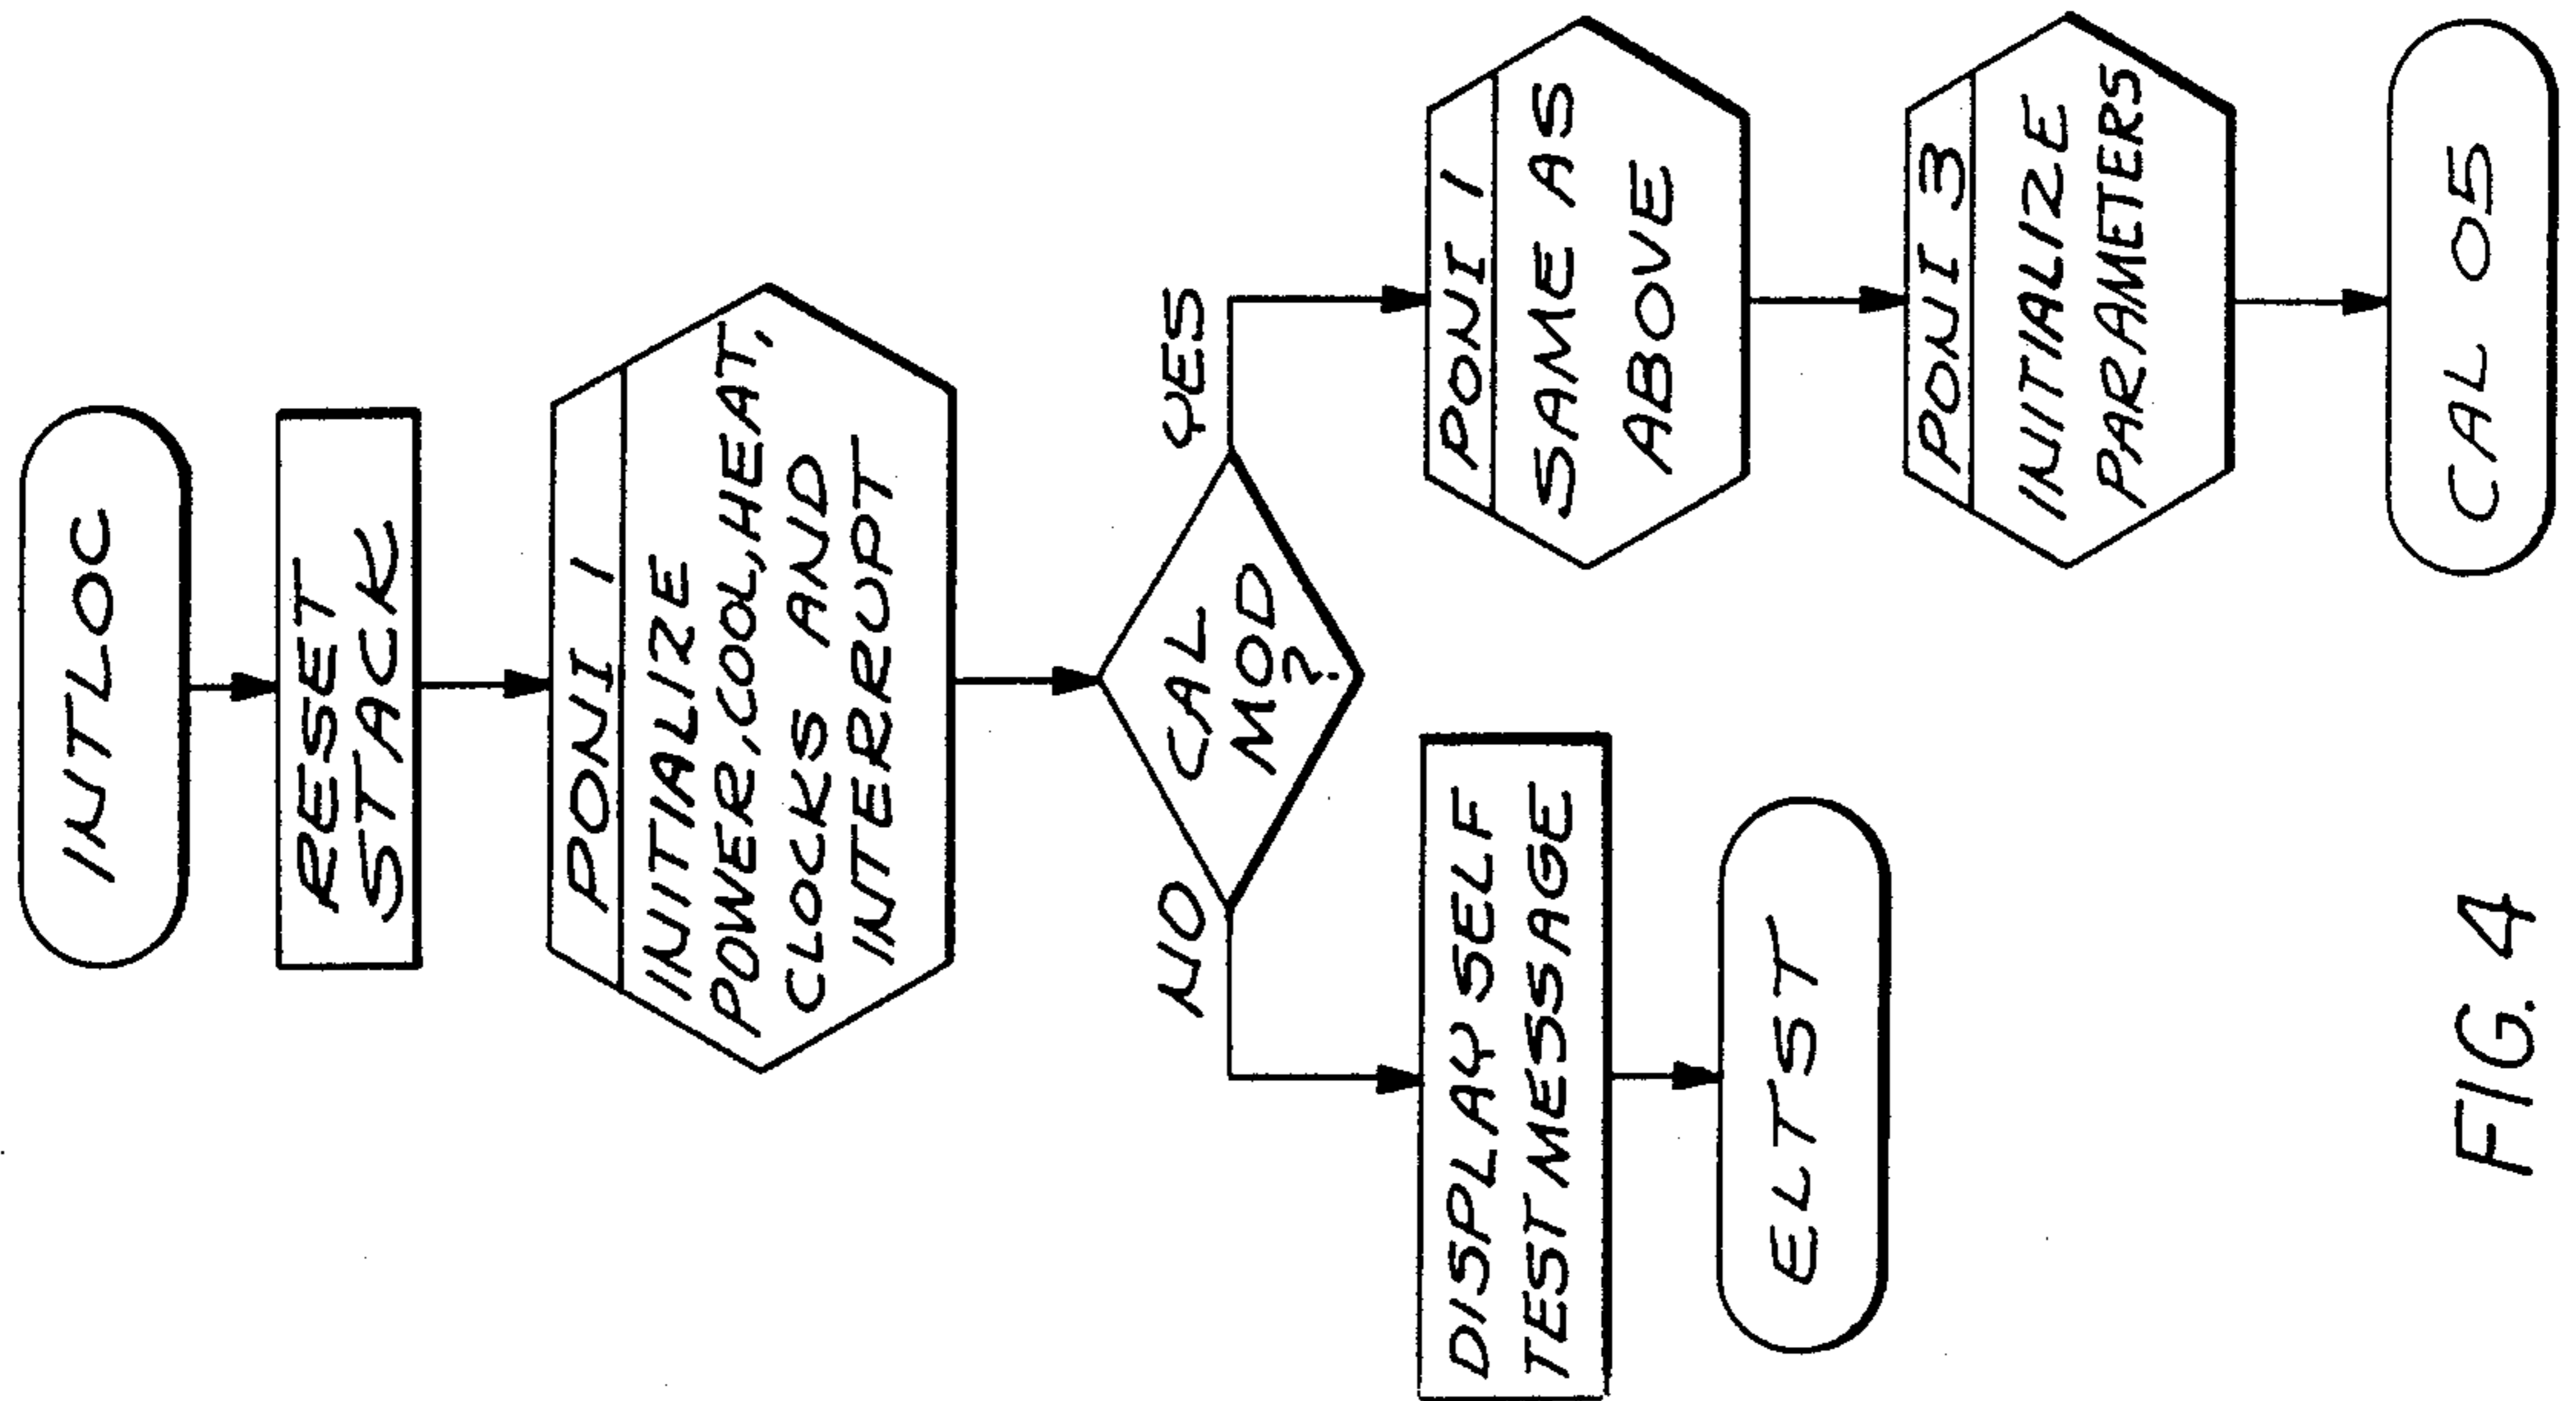 INTLOC
RESET
STACK
PONI 1
INITIALIZE
POWER,COOL,HEAT,
CLOCKS AND
INTERRUPT
CAL
MOD
?
NO
YES
DISPLAY SELF
TEST MESSAGE
ELTST
PONI 1
SAME AS
ABOVE
PONI 3
INITIALIZE
PARAMETERS
CAL 05
FIG. 4